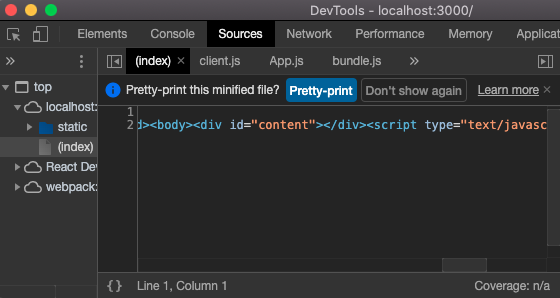 DevTools - localhost:3000/
Elements Console Sources Network Performance Memory Applicat
» (index) × client.js App.js bundle.js
Pretty-print this minified file? Pretty-print Don't show again Learn more ×
top
localhost:
static
(index)
React Dev
webpack:
1
2 d><body><div id="content"></div><script type="text/javasc
{} Line 1, Column 1 Coverage: n/a